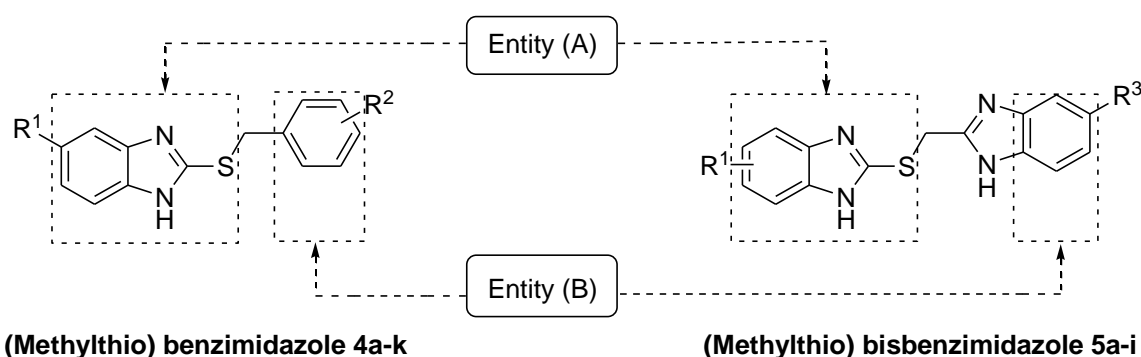 Entity (A)
R¹
N
N
H
S
R²
R¹
N
N
H
S
N
N
H
R³
Entity (B)
(Methylthio) benzimidazole 4a-k
(Methylthio) bisbenzimidazole 5a-i